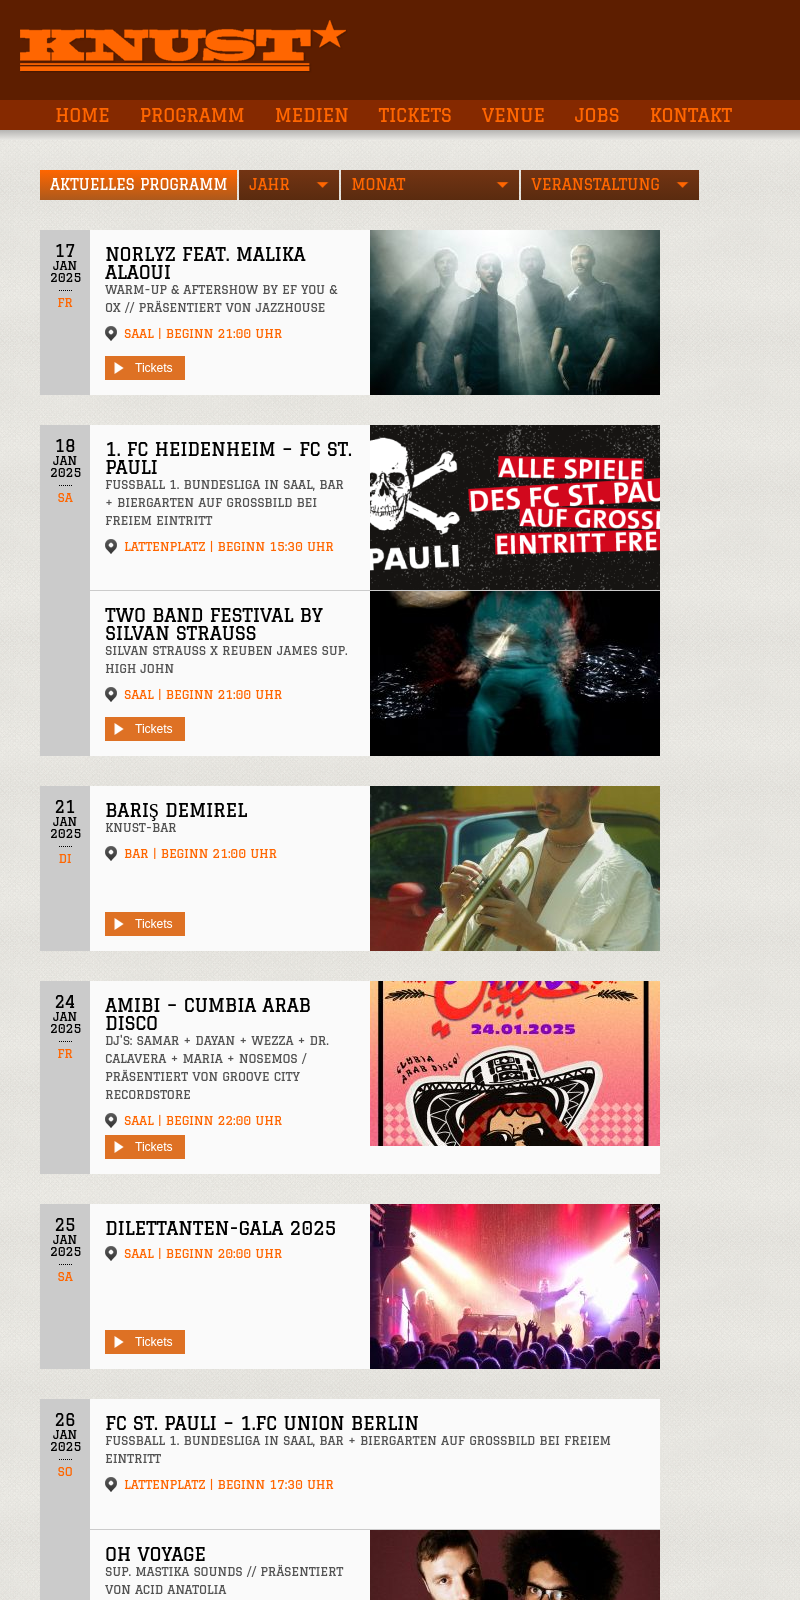 KNUST
HOME PROGRAMM MEDIEN TICKETS VENUE JOBS KONTAKT
AKTUELLES PROGRAMM JAHR MONAT VERANSTALTUNG
17
JAN
2025
FR
NORLYZ FEAT. MALIKA
ALAOUI
WARM-UP & AFTERSHOW BY EF YOU &
OX // PRÄSENTIERT VON JAZZHOUSE
SAAL | BEGINN 21:00 UHR
Tickets
18
JAN
2025
SA
1. FC HEIDENHEIM – FC ST.
PAULI
FUSSBALL 1. BUNDESLIGA IN SAAL, BAR
+ BIERGARTEN AUF GROSSBILD BEI
FREIEM EINTRITT
LATTENPLATZ | BEGINN 15:30 UHR
PAULI
ALLE SPIELE
DES FC ST. PAU
AUF GROSSI
EINTRITT FRE
TWO BAND FESTIVAL BY
SILVAN STRAUSS
SILVAN STRAUSS X REUBEN JAMES SUP.
HIGH JOHN
SAAL | BEGINN 21:00 UHR
Tickets
21
JAN
2025
DI
BARIŞ DEMIREL
KNUST-BAR
BAR | BEGINN 21:00 UHR
Tickets
24
JAN
2025
FR
AMIBI – CUMBIA ARAB
DISCO
DJ'S: SAMAR + DAYAN + WEZZA + DR.
CALAVERA + MARIA + NOSEMOS /
PRÄSENTIERT VON GROOVE CITY
RECORDSTORE
SAAL | BEGINN 22:00 UHR
Tickets
24.01.2025
CUMBIA
ARAB DISCO!
25
JAN
2025
SA
DILETTANTEN-GALA 2025
SAAL | BEGINN 20:00 UHR
Tickets
26
JAN
2025
SO
FC ST. PAULI – 1.FC UNION BERLIN
FUSSBALL 1. BUNDESLIGA IN SAAL, BAR + BIERGARTEN AUF GROSSBILD BEI FREIEM
EINTRITT
LATTENPLATZ | BEGINN 17:30 UHR
OH VOYAGE
SUP. MASTIKA SOUNDS // PRÄSENTIERT
VON ACID ANATOLIA